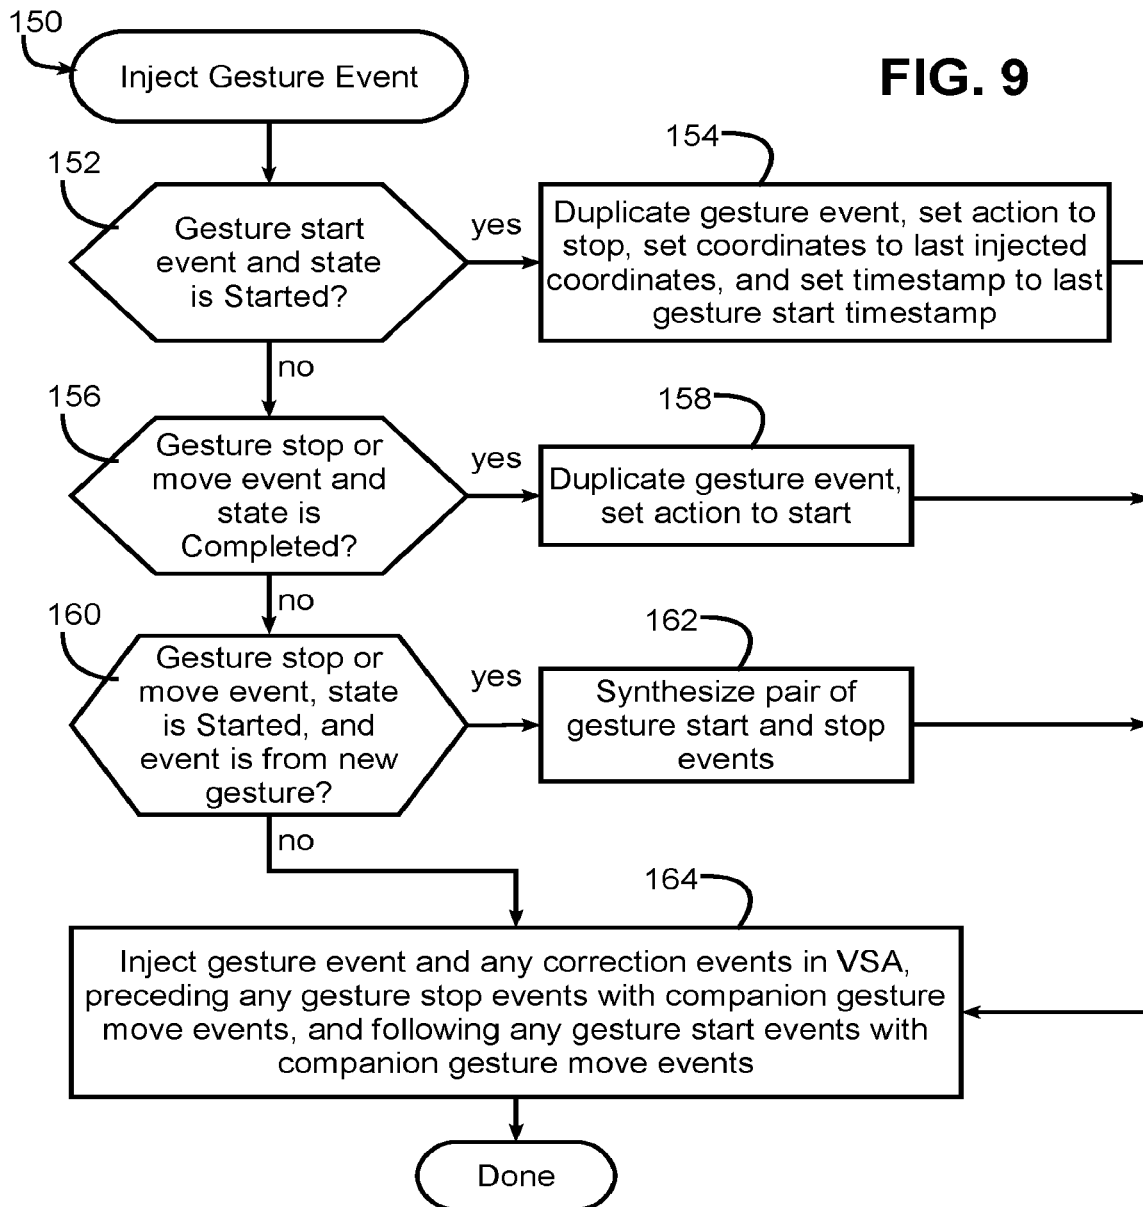 150
Inject Gesture Event
FIG. 9
152
Gesture start
event and state
is Started?
yes
154
Duplicate gesture event, set action to
stop, set coordinates to last injected
coordinates, and set timestamp to last
gesture start timestamp
no
156
Gesture stop or
move event and
state is
Completed?
yes
158
Duplicate gesture event,
set action to start
no
160
Gesture stop or
move event, state
is Started, and
event is from new
gesture?
yes
162
Synthesize pair of
gesture start and stop
events
no
164
Inject gesture event and any correction events in VSA,
preceding any gesture stop events with companion gesture
move events, and following any gesture start events with
companion gesture move events
Done